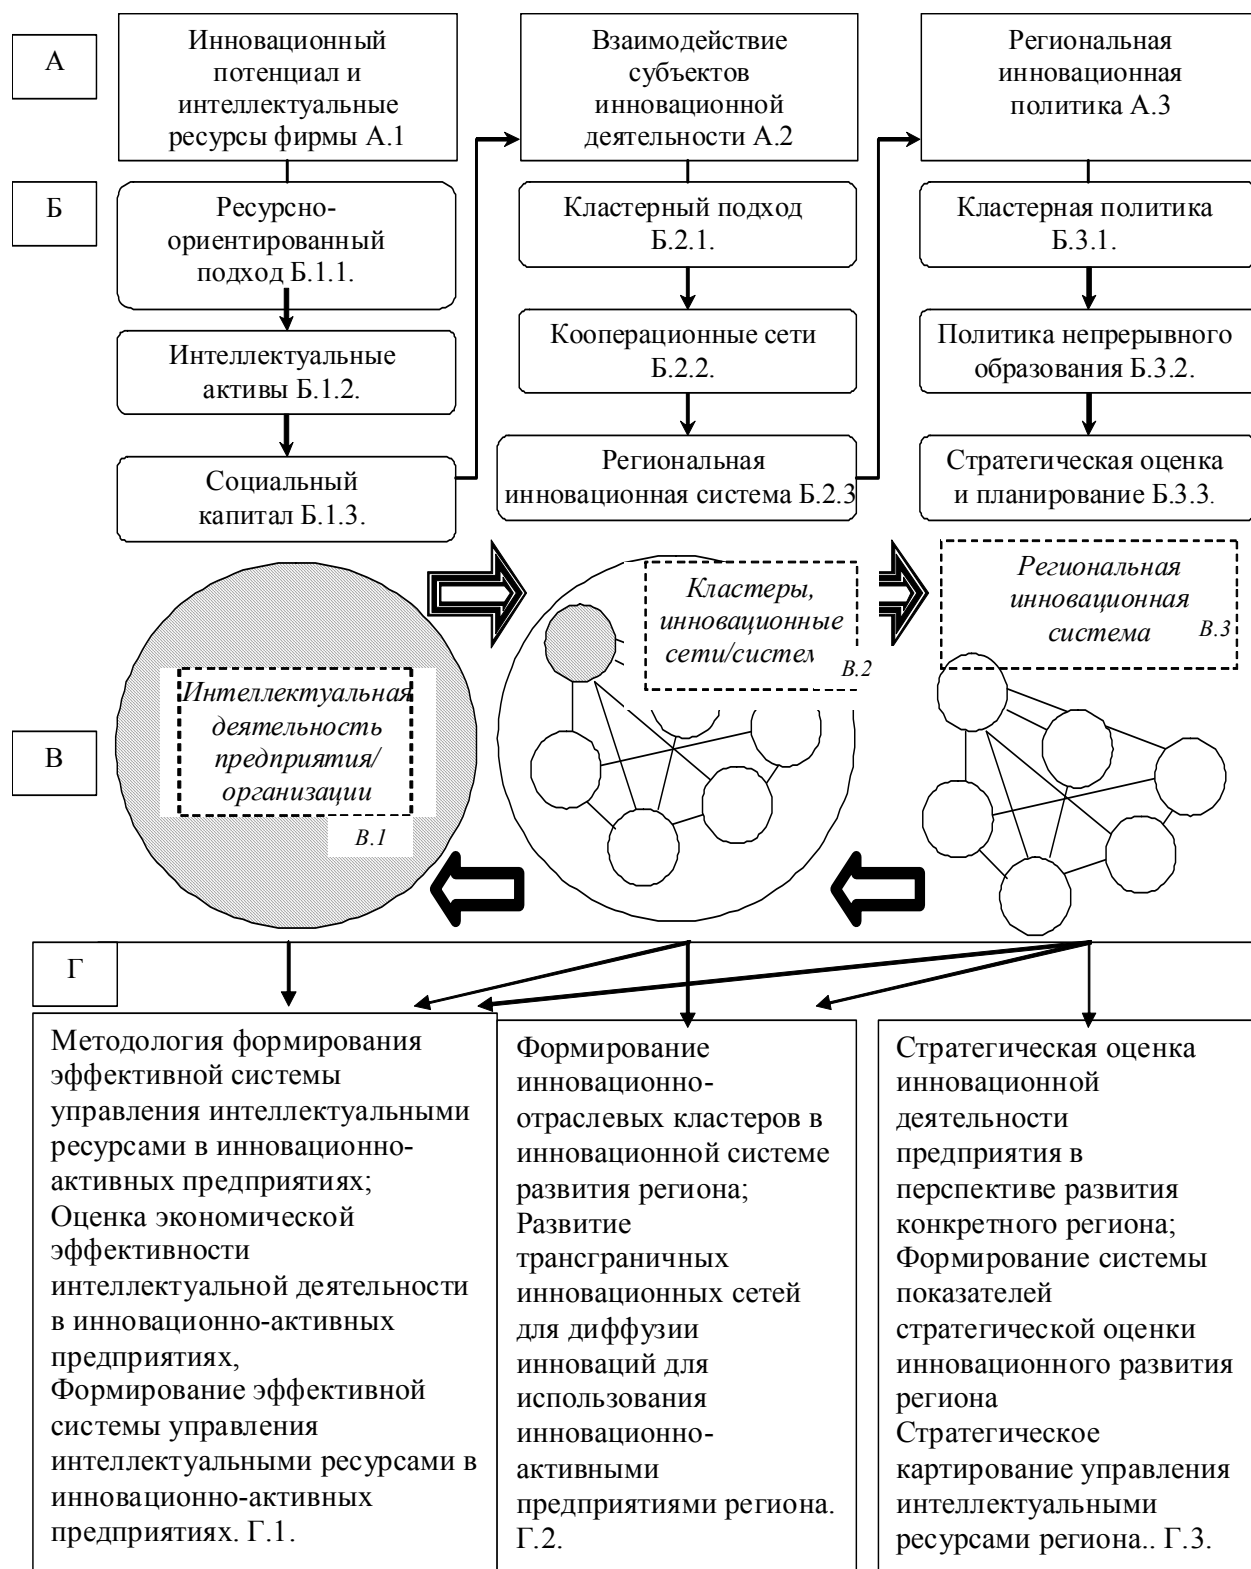 А
Инновационный
потенциал и
интеллектуальные
ресурсы фирмы А.1
Взаимодействие
субъектов
инновационной
деятельности А.2
Региональная
инновационная
политика А.3
Б
Ресурсно-
ориентированный
подход Б.1.1.
Кластерный подход
Б.2.1.
Кластерная политика
Б.3.1.
Интеллектуальные
активы Б.1.2.
Кооперационные сети
Б.2.2.
Политика непрерывного
образования Б.3.2.
Социальный
капитал Б.1.3.
Региональная
инновационная система Б.2.3
Стратегическая оценка
и планирование Б.3.3.
В
Интеллектуальная
деятельность
предприятия/
организации
В.1
Кластеры,
инновационные
сети/систем
В.2
Региональная
инновационная
система
В.3
Г
Методология формирования
эффективной системы
управления интеллектуальными
ресурсами в инновационно-
активных предприятиях;
Оценка экономической
эффективности
интеллектуальной деятельности
в инновационно-активных
предприятиях,
Формирование эффективной
системы управления
интеллектуальными ресурсами в
инновационно-активных
предприятиях. Г.1.
Формирование
инновационно-
отраслевых кластеров в
инновационной системе
развития региона;
Развитие
трансграничных
инновационных сетей
для диффузии
инноваций для
использования
инновационно-
активными
предприятиями региона.
Г.2.
Стратегическая оценка
инновационной
деятельности
предприятия в
перспективе развития
конкретного региона;
Формирование системы
показателей
стратегической оценки
инновационного развития
региона
Стратегическое
картирование управления
интеллектуальными
ресурсами региона.. Г.3.